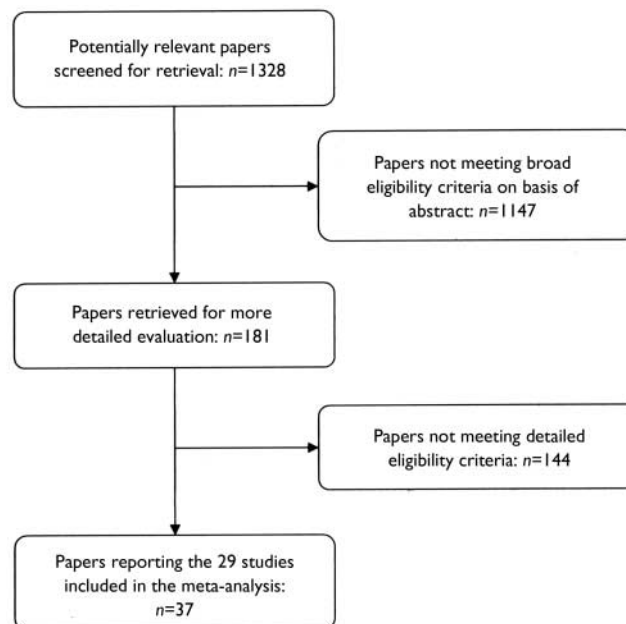 Potentially relevant papers
screened for retrieval: n=1328
Papers not meeting broad
eligibility criteria on basis of
abstract: n=1147
Papers retrieved for more
detailed evaluation: n=181
Papers not meeting detailed
eligibility criteria: n=144
Papers reporting the 29 studies
included in the meta-analysis:
n=37